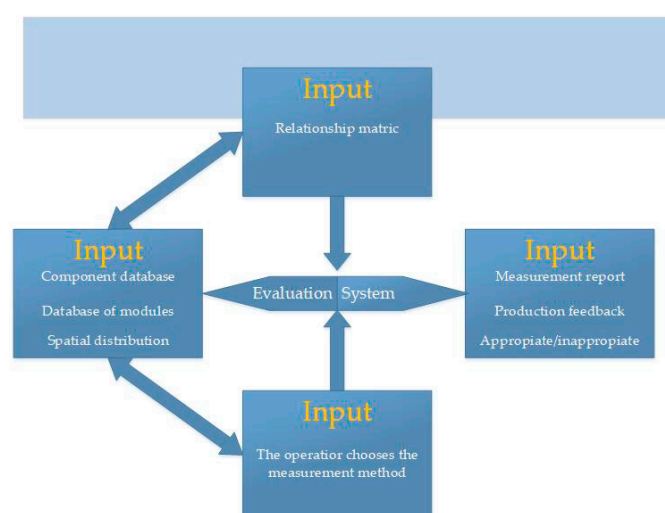 Input
Relationship matric
Input
Component database
Database of modules
Spatial distribution
Evaluation System
Input
Measurement report
Production feedback
Appropiate/inappropiate
Input
The operatior chooses the
measurement method